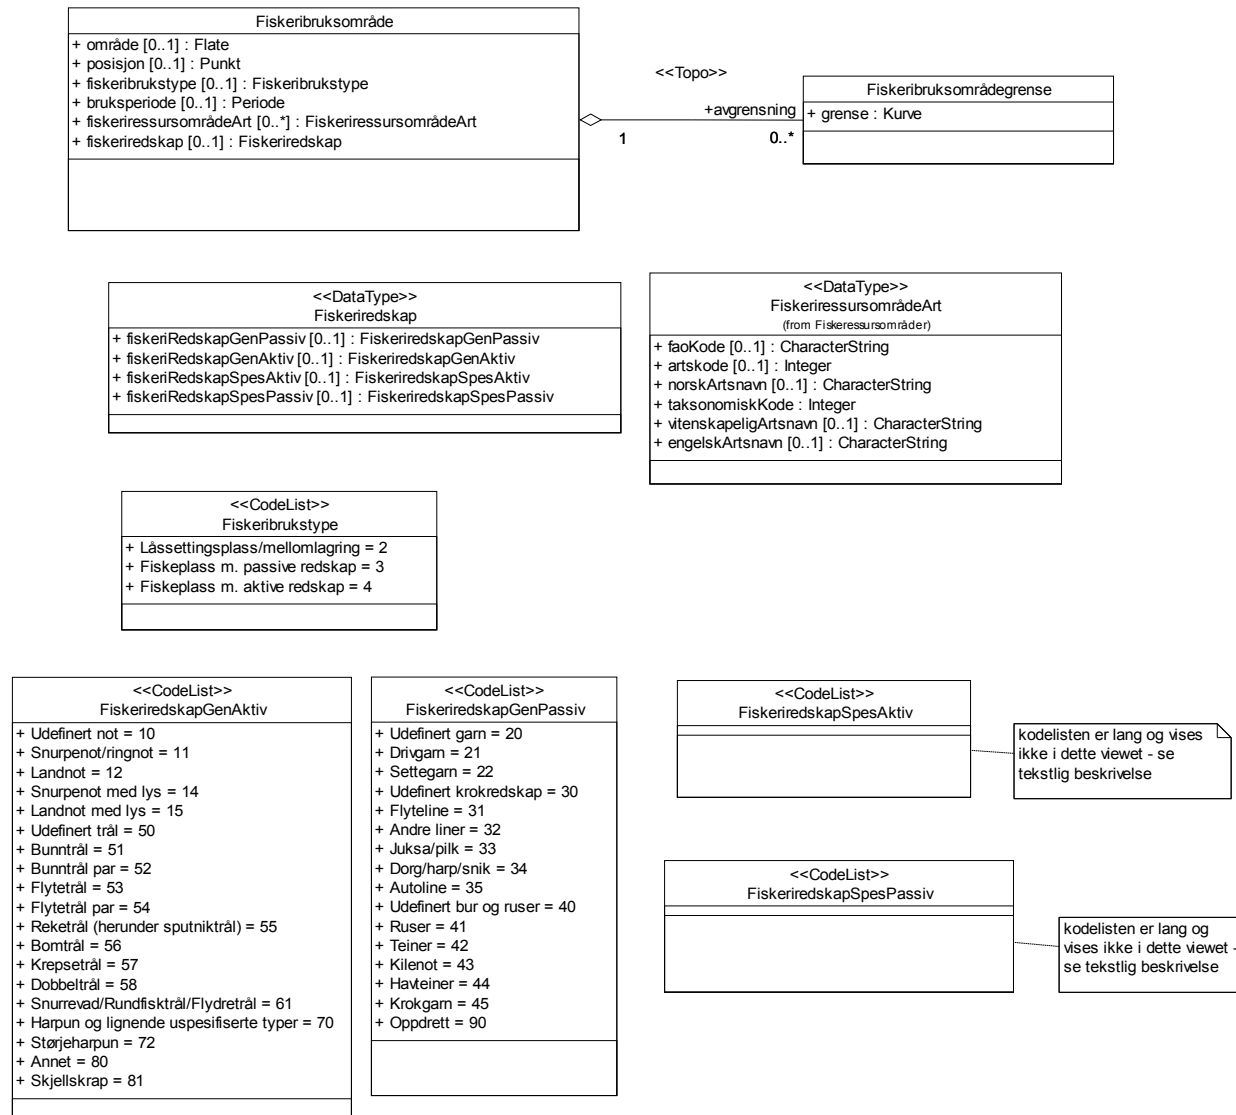 Fiskeribruksområde
+ område [0..1] : Flate
+ posisjon [0..1] : Punkt
+ fiskeribrukstype [0..1] : Fiskeribrukstype
+ bruksperiode [0..1] : Periode
+ fiskeriressursområdeArt [0..*] : FiskeriressursområdeArt
+ fiskeriredskap [0..1] : Fiskeriredskap
<<Topo>>
+avgrensning
1
0..*
Fiskeribruksområdegrense
+ grense : Kurve
<<DataType>>
Fiskeriredskap
+ fiskeriRedskapGenPassiv [0..1] : FiskeriredskapGenPassiv
+ fiskeriRedskapGenAktiv [0..1] : FiskeriredskapGenAktiv
+ fiskeriRedskapSpesAktiv [0..1] : FiskeriredskapSpesAktiv
+ fiskeriRedskapSpesPassiv [0..1] : FiskeriredskapSpesPassiv
<<DataType>>
FiskeriressursområdeArt
(from Fiskeressursområder)
+ faoKode [0..1] : CharacterString
+ artskode [0..1] : Integer
+ norskArtsnavn [0..1] : CharacterString
+ taksonomiskKode : Integer
+ vitenskapeligArtsnavn [0..1] : CharacterString
+ engelskArtsnavn [0..1] : CharacterString
<<CodeList>>
Fiskeribrukstype
+ Låssettingsplass/mellomlagring = 2
+ Fiskeplass m. passive redskap = 3
+ Fiskeplass m. aktive redskap = 4
<<CodeList>>
FiskeriredskapGenAktiv
+ Udefinert not = 10
+ Snurpenot/ringnot = 11
+ Landnot = 12
+ Snurpenot med lys = 14
+ Landnot med lys = 15
+ Udefinert trål = 50
+ Bunntrål = 51
+ Bunntrål par = 52
+ Flytetrål = 53
+ Flytetrål par = 54
+ Reketrål (herunder sputniktrål) = 55
+ Bomtrål = 56
+ Krepsetrål = 57
+ Dobbeltrål = 58
+ Snurrevad/Rundfisktrål/Flydretrål = 61
+ Harpun og lignende uspesifiserte typer = 70
+ Størjeharpun = 72
+ Annet = 80
+ Skjellskrap = 81
<<CodeList>>
FiskeriredskapGenPassiv
+ Udefinert garn = 20
+ Drivgarn = 21
+ Settegarn = 22
+ Udefinert krokredskap = 30
+ Flyteline = 31
+ Andre liner = 32
+ Juksa/pilk = 33
+ Dorg/harp/snik = 34
+ Autoline = 35
+ Udefinert bur og ruser = 40
+ Ruser = 41
+ Teiner = 42
+ Kilenot = 43
+ Havteiner = 44
+ Krokgarn = 45
+ Oppdrett = 90
<<CodeList>>
FiskeriredskapSpesAktiv
kodelisten er lang og vises
ikke i dette viewet - se
tekstlig beskrivelse
<<CodeList>>
FiskeriredskapSpesPassiv
kodelisten er lang og
vises ikke i dette viewet -
se tekstlig beskrivelse